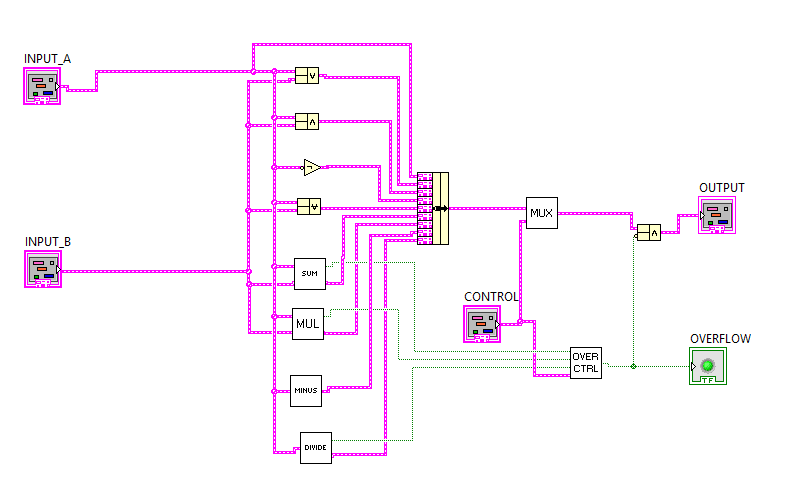 INPUT_A
V
Λ
¬
V
OUTPUT
MUX
Λ
INPUT_B
SUM
CONTROL
MUL
OVERFLOW
OVER
CTRL
TF
MINUS
DIVIDE